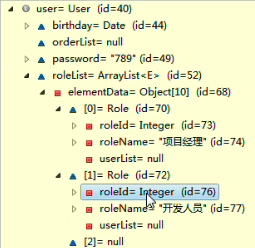 user= User (id=40)
birthday= Date (id=44)
orderList= null
password= "789" (id=49)
roleList= ArrayList<E> (id=52)
elementData= Object[10] (id=68)
[0]= Role (id=70)
roleId= Integer (id=73)
roleName= "项目经理" (id=74)
userList= null
[1]= Role (id=72)
roleId= Integer (id=76)
roleName= "开发人员" (id=77)
userList= null
[2]= null